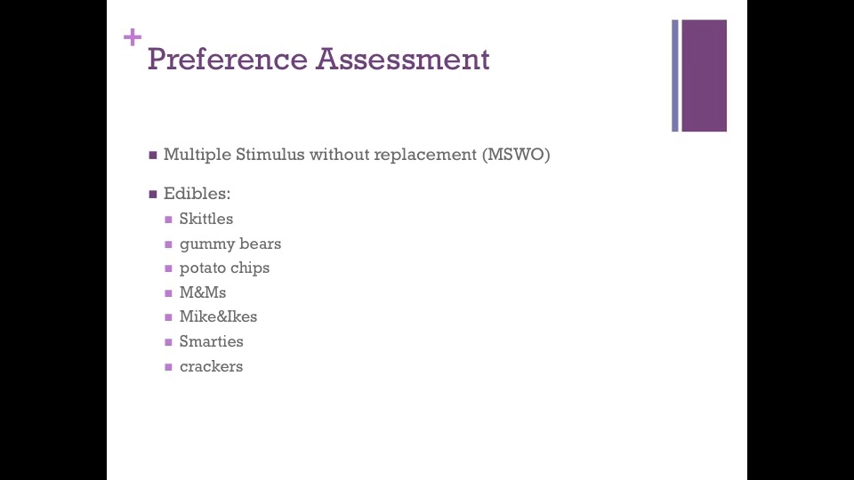 Preference Assessment
Multiple Stimulus without replacement (MSWO)
Edibles:
Skittles
gummy bears
potato chips
M&Ms
Mike&Ikes
Smarties
crackers